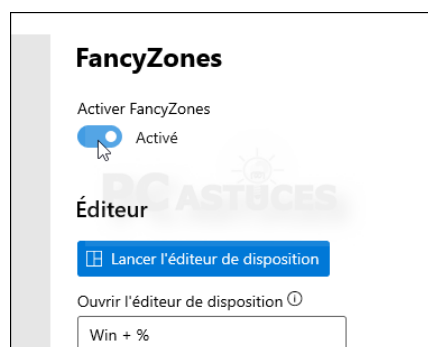 FancyZones
Activer FancyZones
Activé
PC ASTUCES
Éditeur
Lancer l'éditeur de disposition
Ouvrir l'éditeur de disposition
Win + %